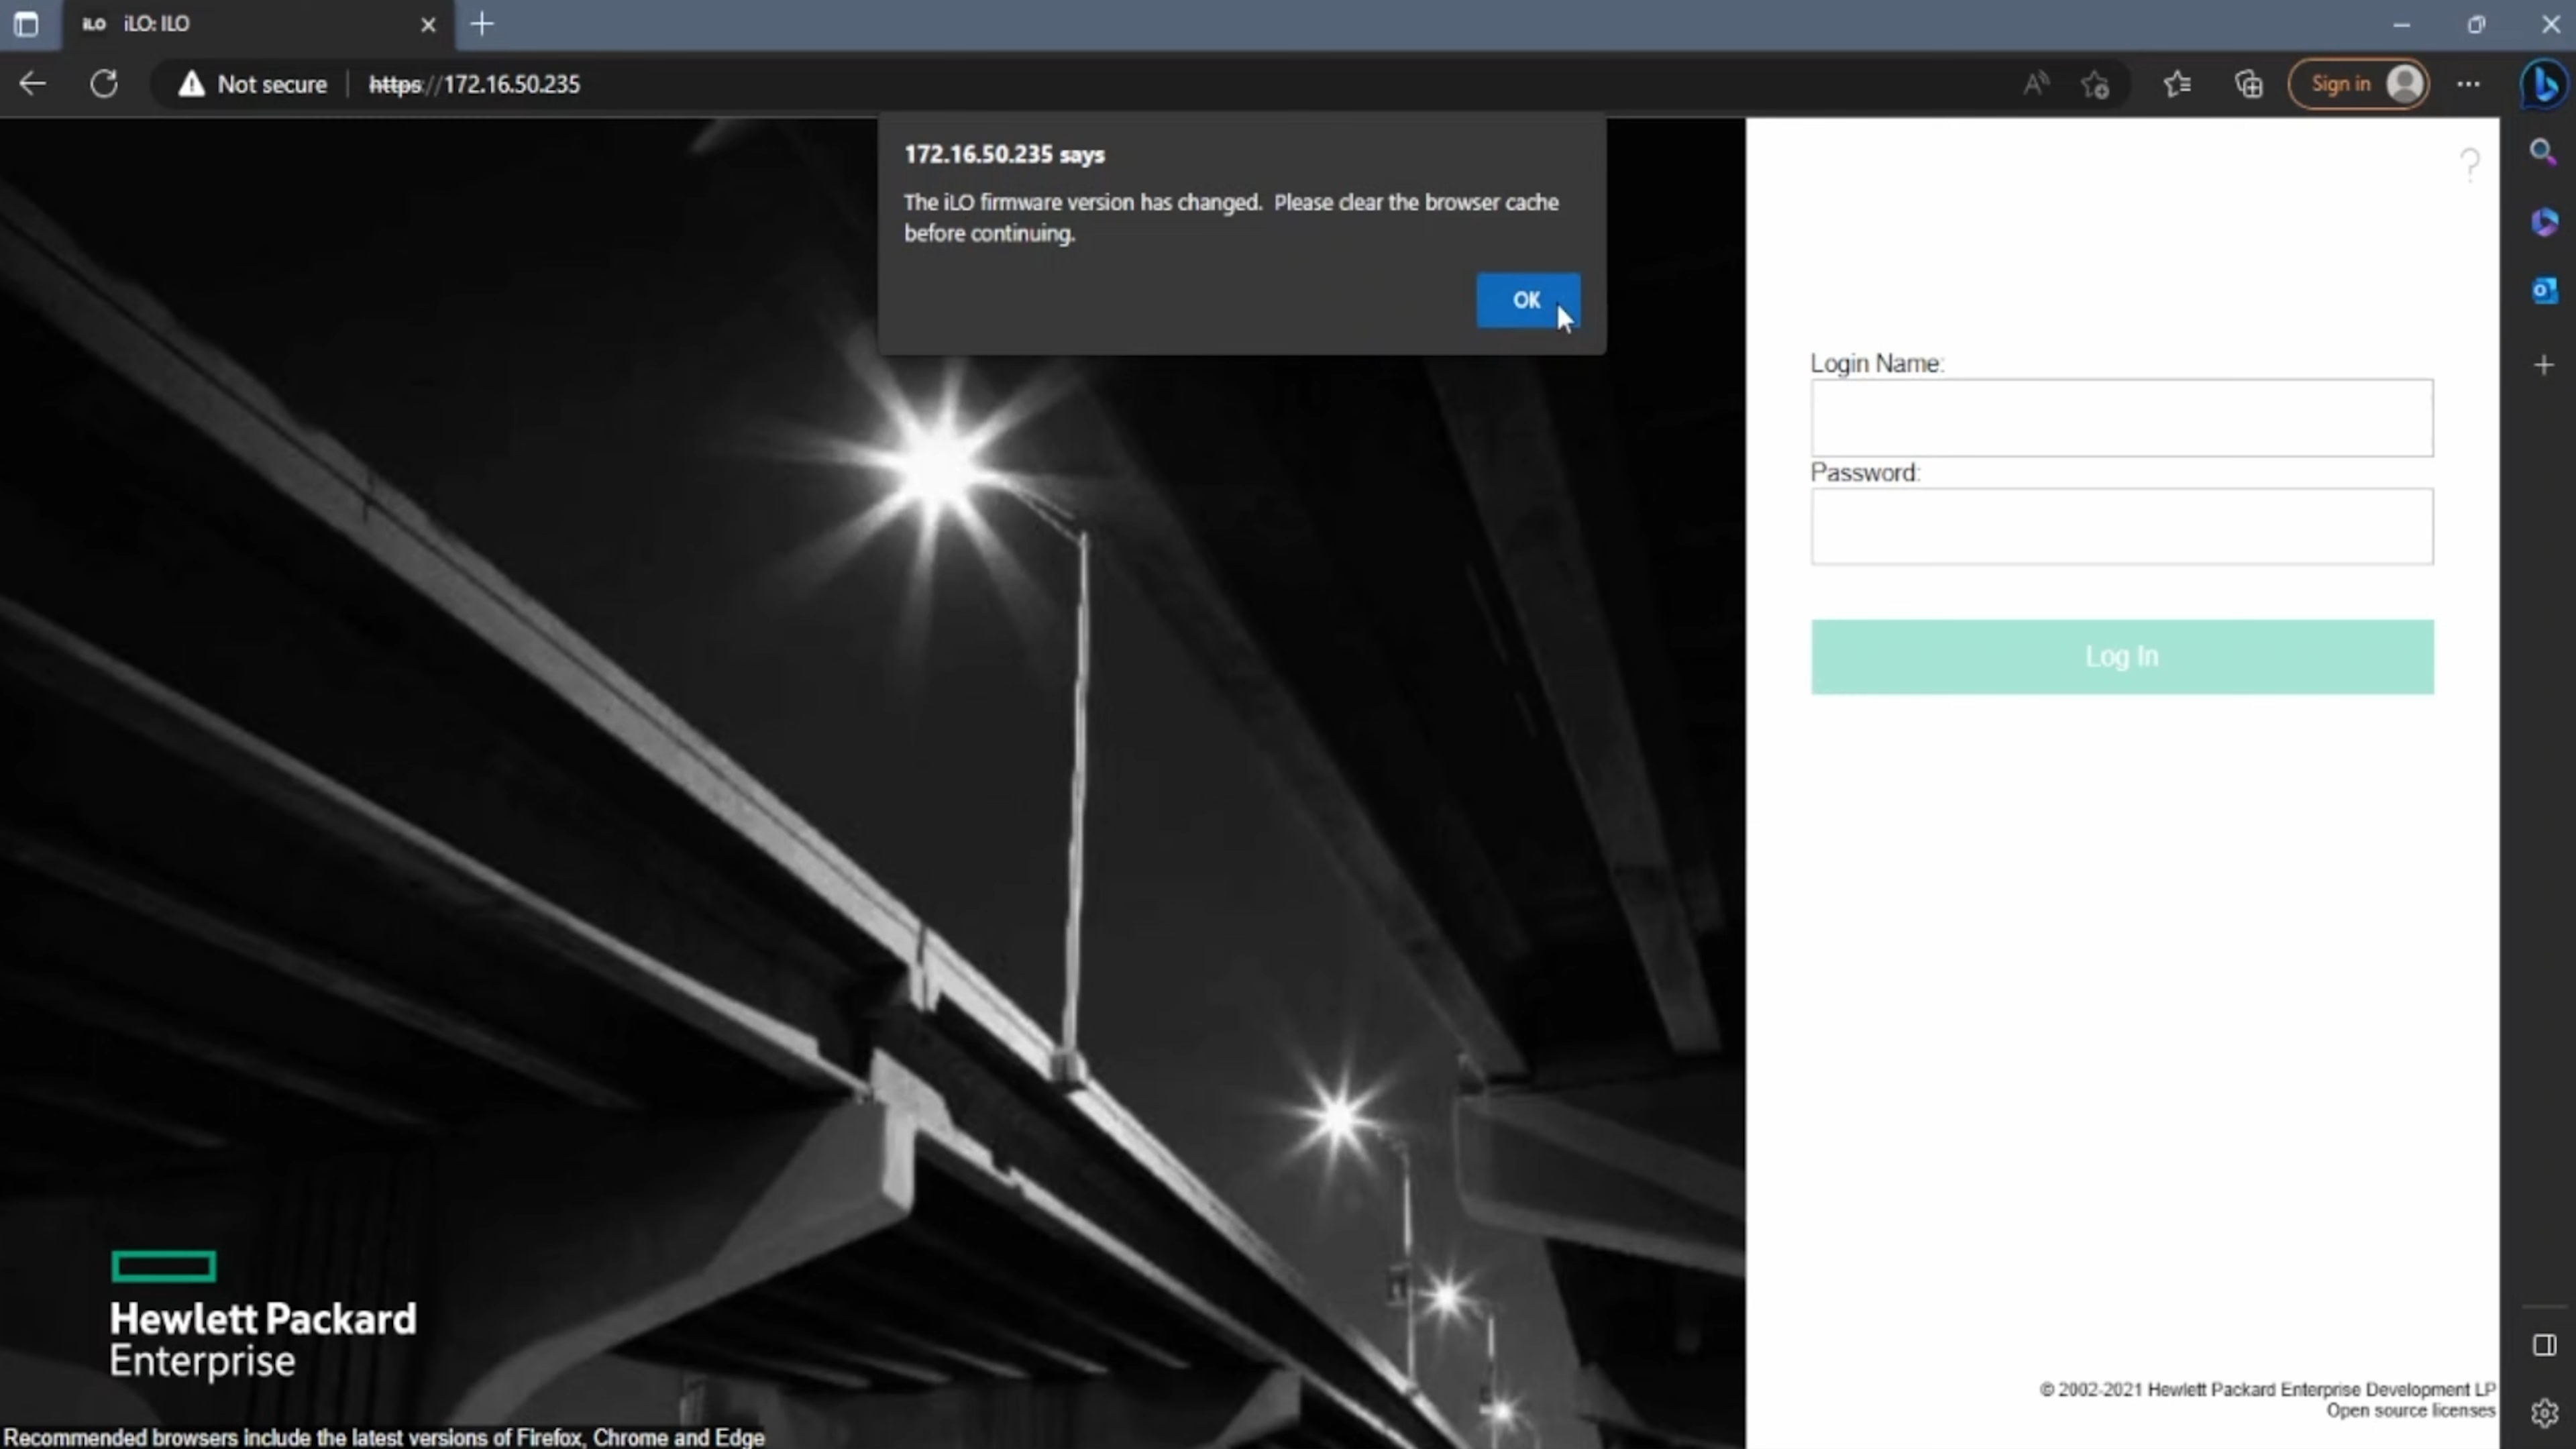 iLO iLO: ILO
Not secure https://172.16.50.235
Sign in
172.16.50.235 says
The iLO firmware version has changed. Please clear the browser cache
before continuing.
OK
Login Name:
Password:
Log In
Hewlett Packard
Enterprise
© 2002-2021 Hewlett Packard Enterprise Development LP
Open source licenses
Recommended browsers include the latest versions of Firefox, Chrome and Edge